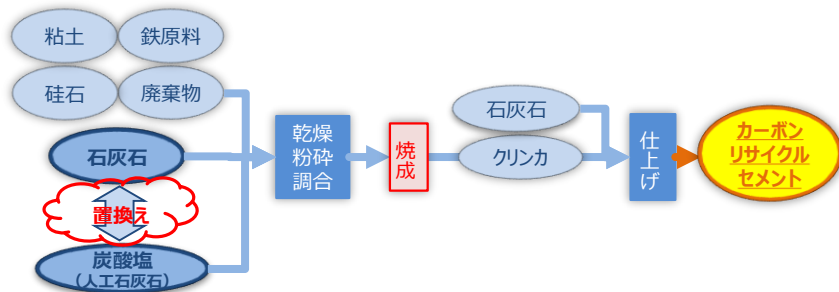 粘土
鉄原料
硅石
廃棄物
石灰石
置換え
炭酸塩
(人工石灰石)
乾燥
粉砕
調合
焼成
石灰石
クリンカ
仕上げ
カーボン
リサイクル
セメント